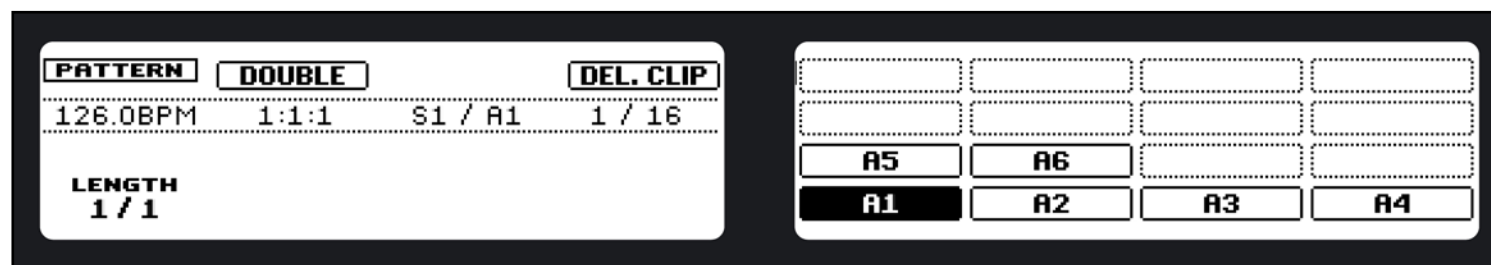 PATTERN DOUBLE DEL. CLIP
126.0BPM 1:1:1 S1 / A1 1 / 16
LENGTH
1 / 1
A5 A6
A1 A2 A3 A4